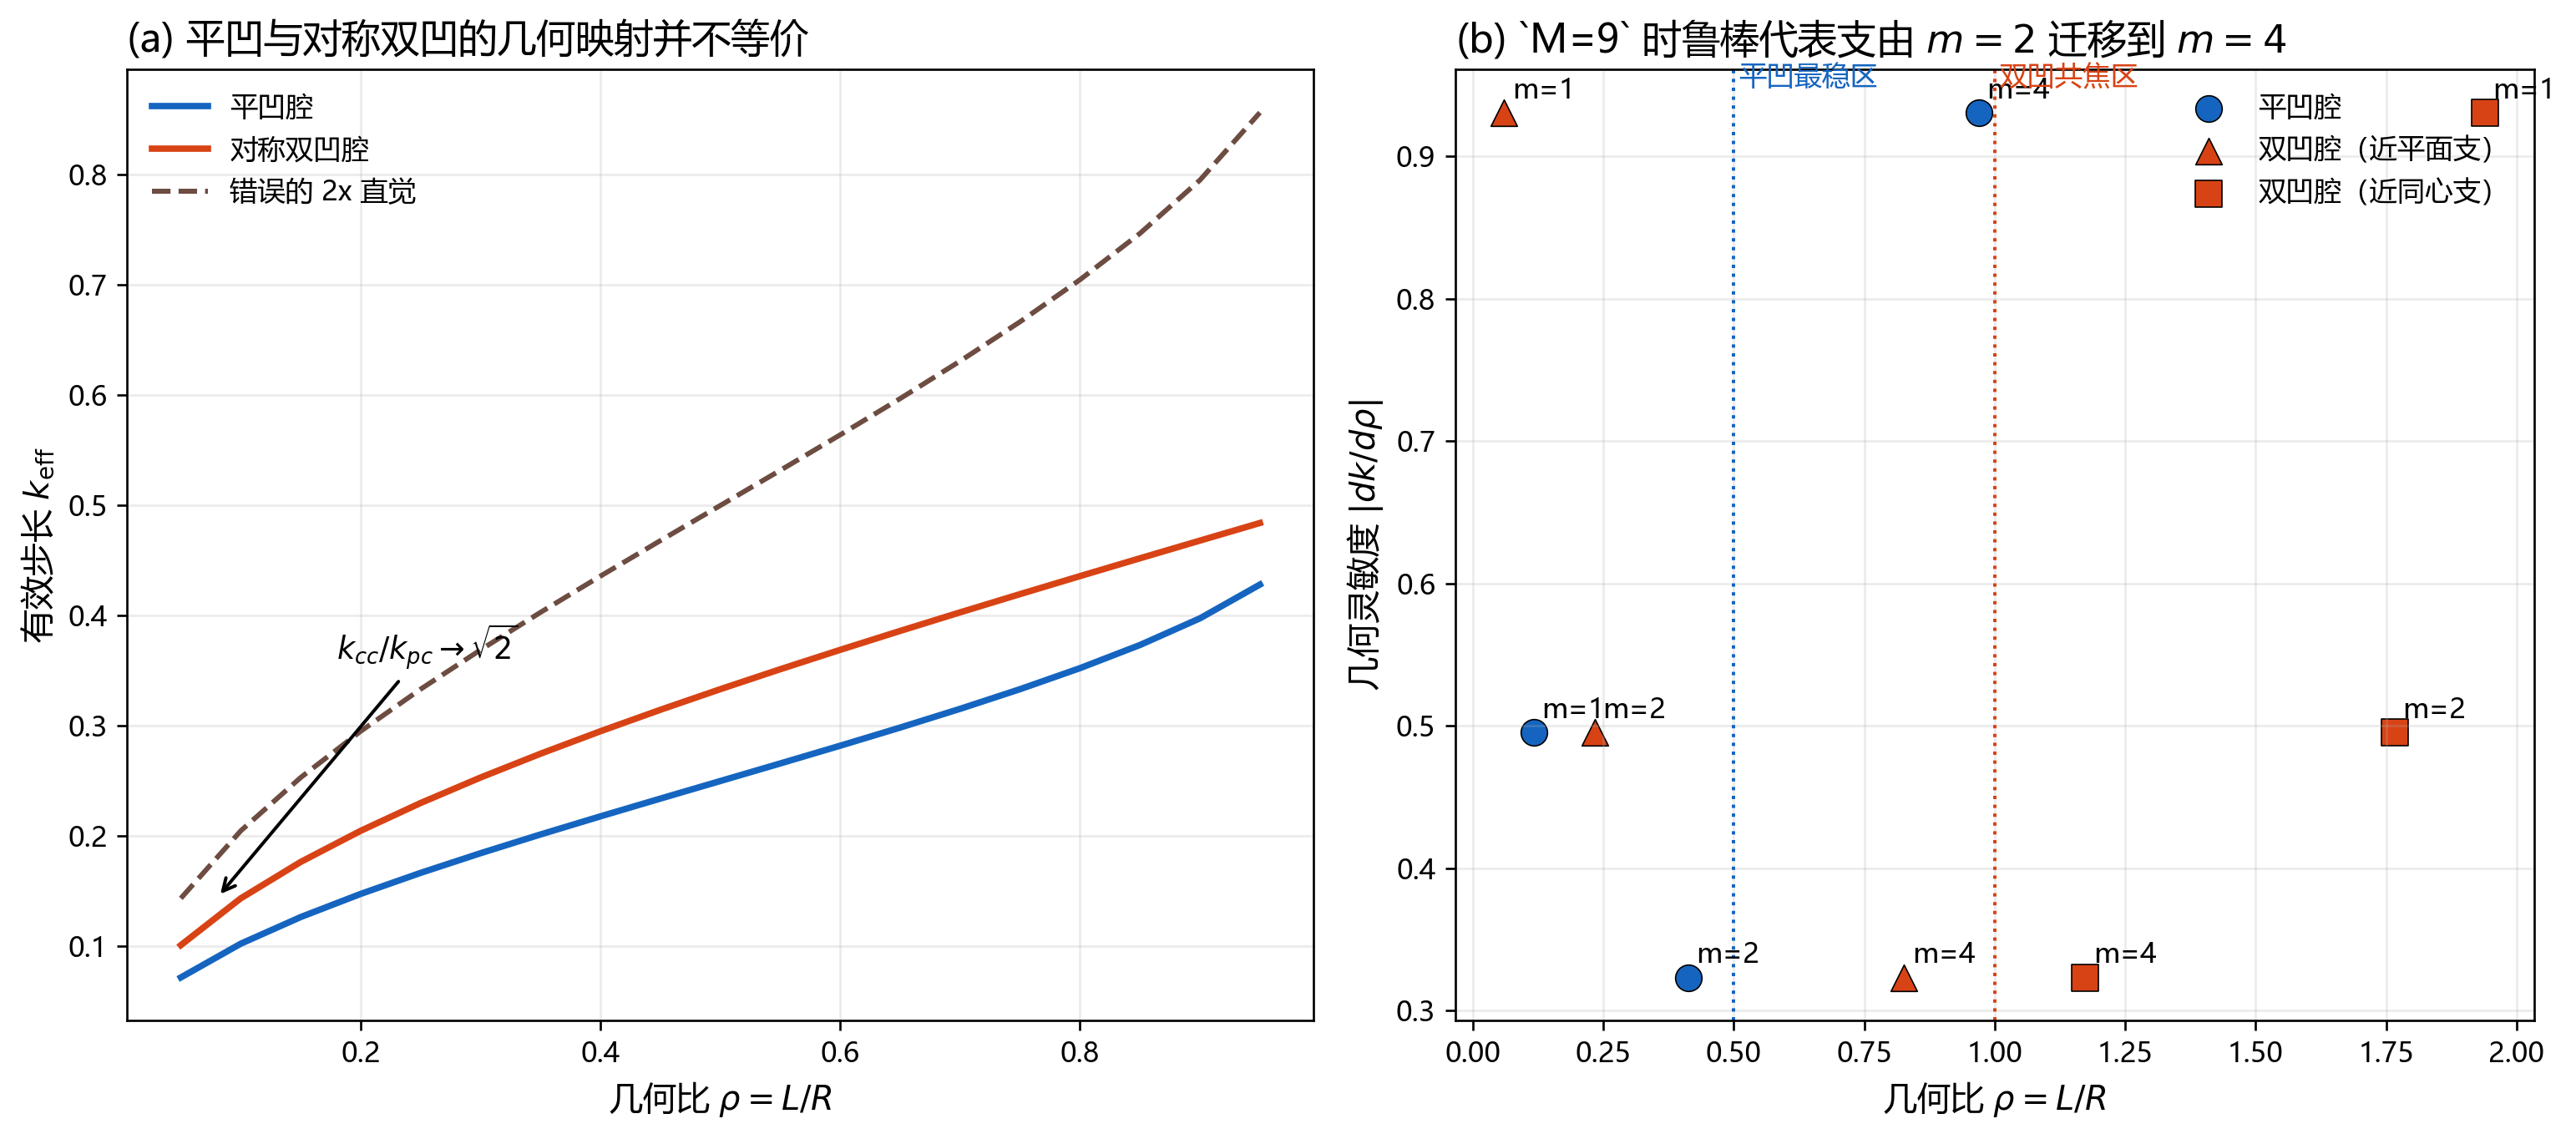 (a) 平凹与对称双凹的几何映射并不等价
平凹腔
对称双凹腔
错误的 2x 直觉
0.8
0.7
0.6
0.5
0.4
0.3
0.2
0.1
有效步长 k_eff
k_cc/k_pc → √2
0.2 0.4 0.6 0.8
几何比 ρ = L/R
(b) `M=9` 时鲁棒代表支由 m = 2 迁移到 m = 4
平凹最稳区
双凹共焦区
m=1
m=4
m=1
平凹腔
双凹腔（近平面支）
双凹腔（近同心支）
0.9
0.8
0.7
0.6
0.5
0.4
0.3
几何灵敏度 |dk/dρ|
m=1
m=2
m=2
m=2
m=4
m=4
0.00 0.25 0.50 0.75 1.00 1.25 1.50 1.75 2.00
几何比 ρ = L/R